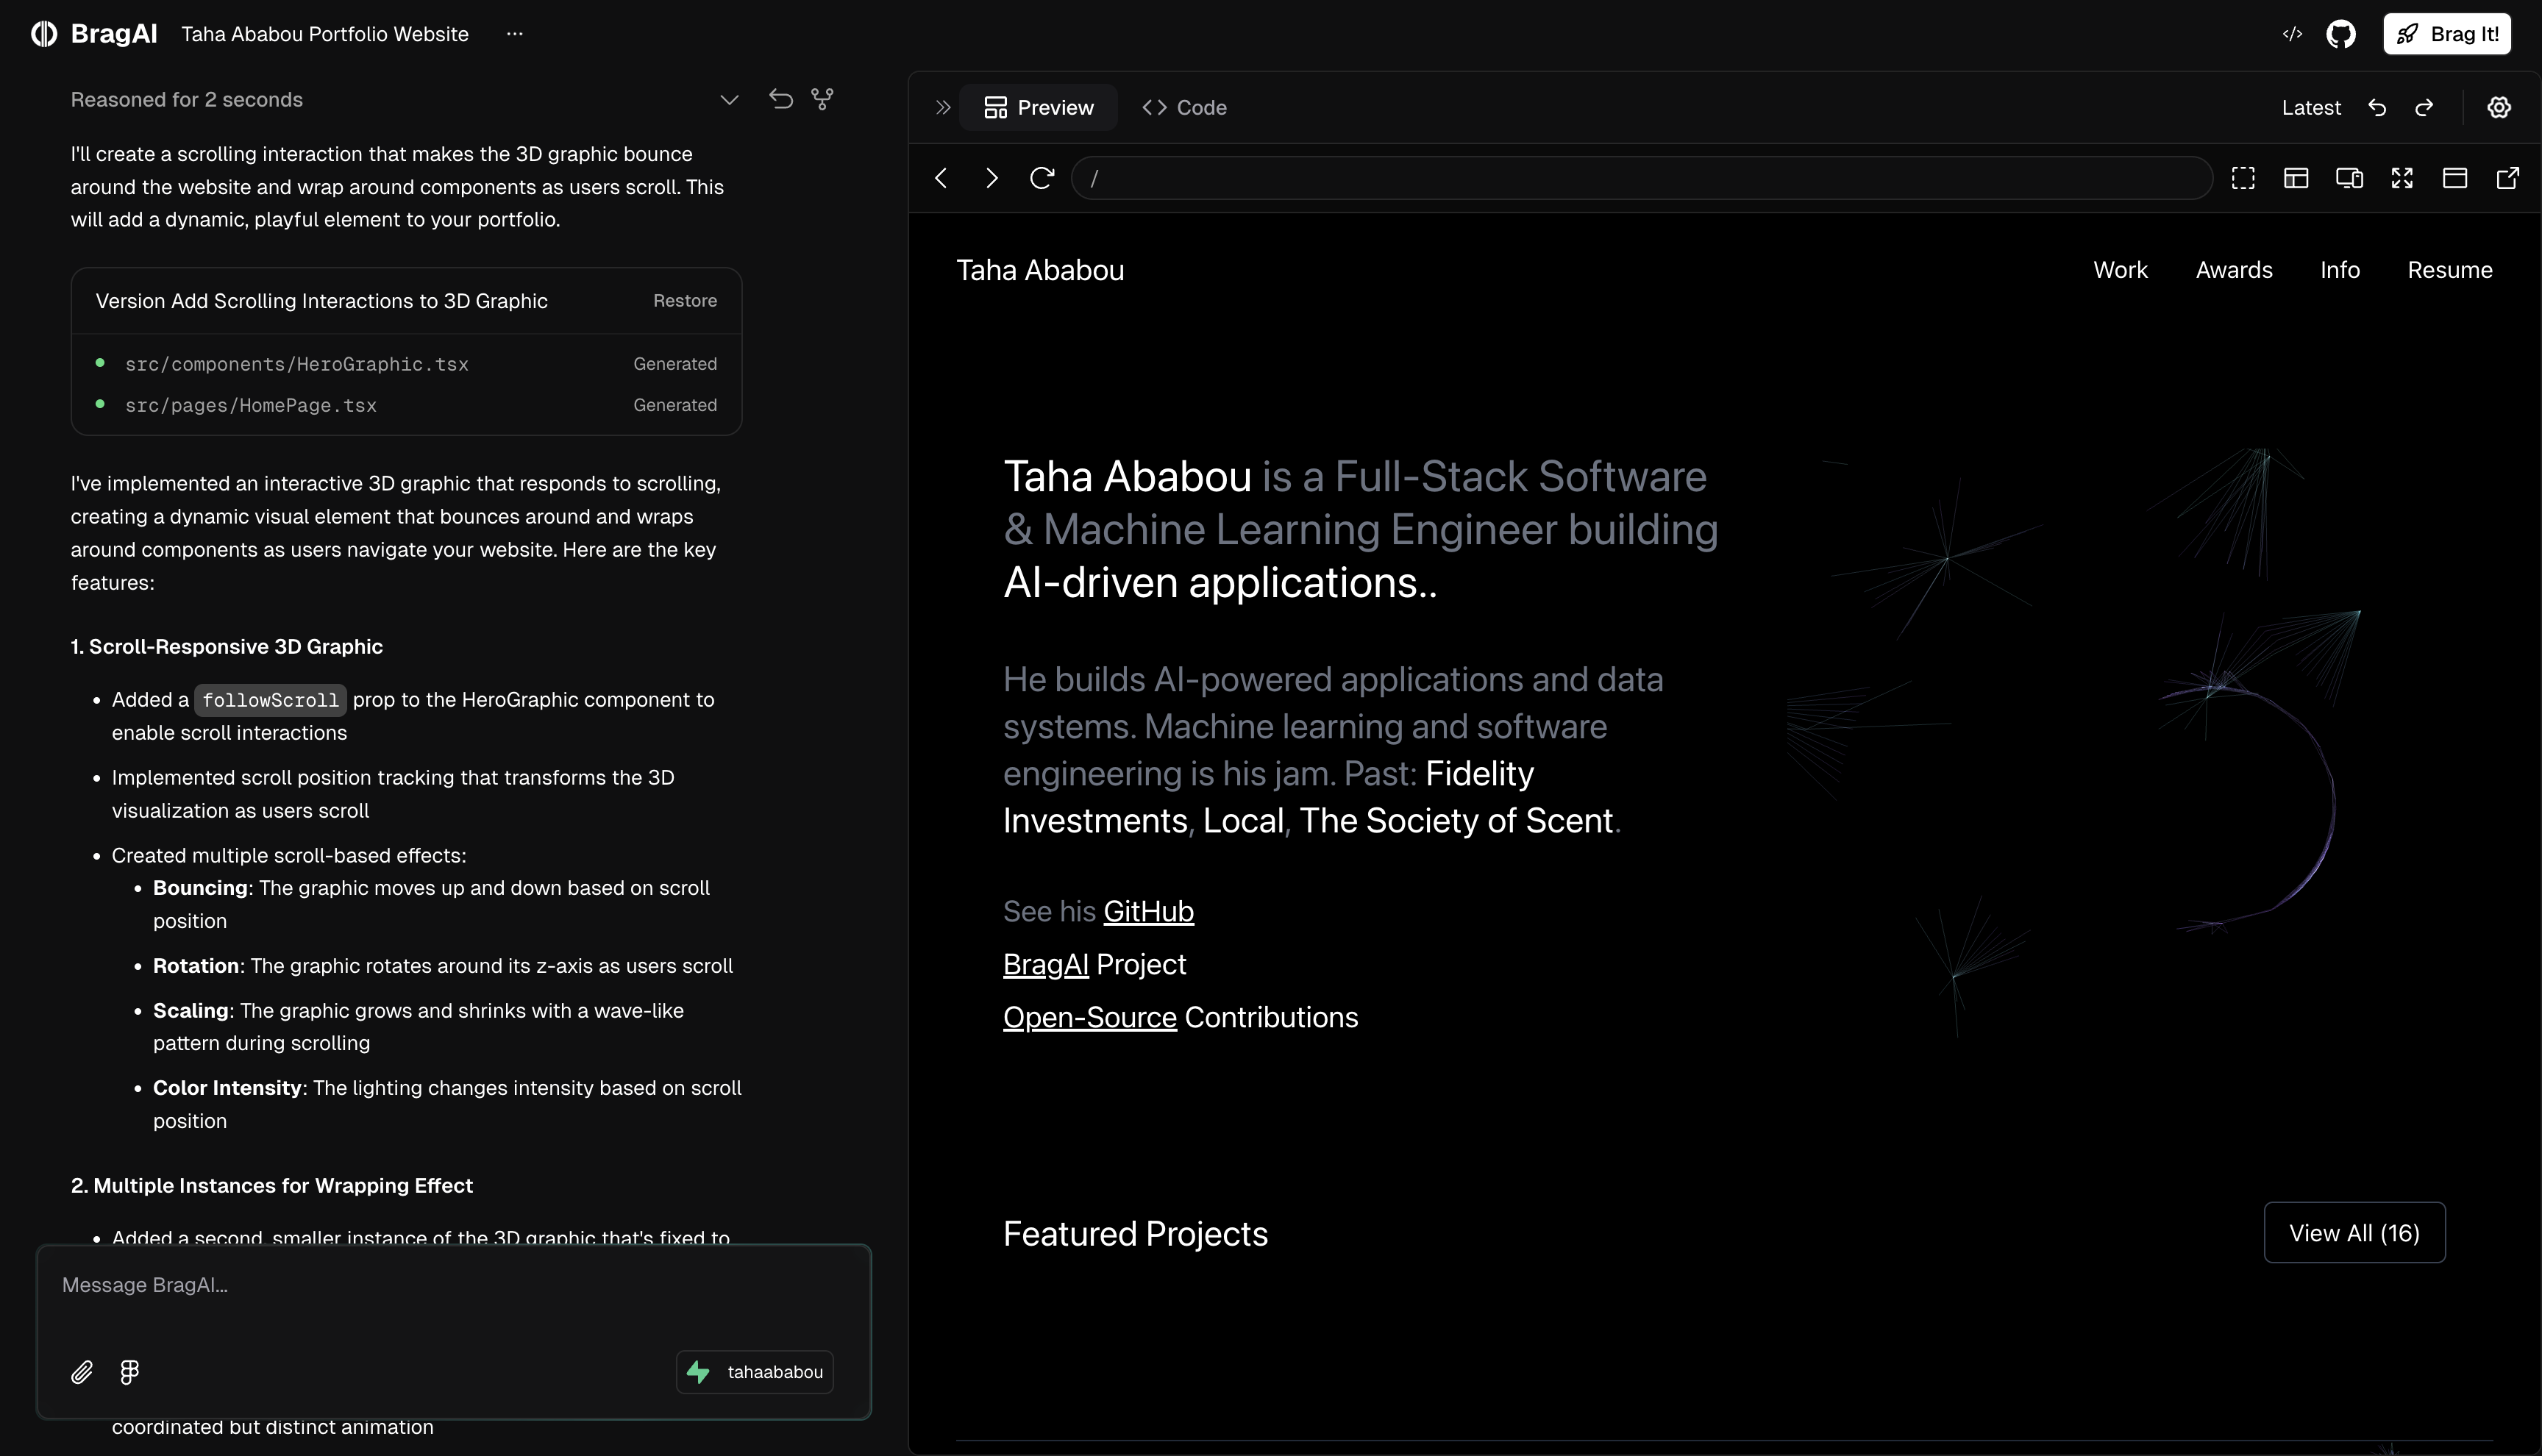 BragAI Taha Ababou Portfolio Website ...
Brag It!
Reasoned for 2 seconds
I'll create a scrolling interaction that makes the 3D graphic bounce
around the website and wrap around components as users scroll. This
will add a dynamic, playful element to your portfolio.
Version Add Scrolling Interactions to 3D Graphic Restore
src/components/HeroGraphic.tsx Generated
src/pages/HomePage.tsx Generated
I've implemented an interactive 3D graphic that responds to scrolling,
creating a dynamic visual element that bounces around and wraps
around components as users navigate your website. Here are the key
features:
1. Scroll-Responsive 3D Graphic
• Added a followScroll prop to the HeroGraphic component to
enable scroll interactions
• Implemented scroll position tracking that transforms the 3D
visualization as users scroll
• Created multiple scroll-based effects:
• Bouncing: The graphic moves up and down based on scroll
position
• Rotation: The graphic rotates around its z-axis as users scroll
• Scaling: The graphic grows and shrinks with a wave-like
pattern during scrolling
• Color Intensity: The lighting changes intensity based on scroll
position
2. Multiple Instances for Wrapping Effect
• Added a second, smaller instance of the 3D graphic that's fixed to
Message BragAI...
tahaababou
coordinated but distinct animation
Preview
Code
Latest
/
Taha Ababou
Work Awards Info Resume
Taha Ababou is a Full-Stack Software
& Machine Learning Engineer building
AI-driven applications..
He builds AI-powered applications and data
systems. Machine learning and software
engineering is his jam. Past: Fidelity
Investments, Local, The Society of Scent.
See his GitHub
BragAI Project
Open-Source Contributions
Featured Projects
View All (16)